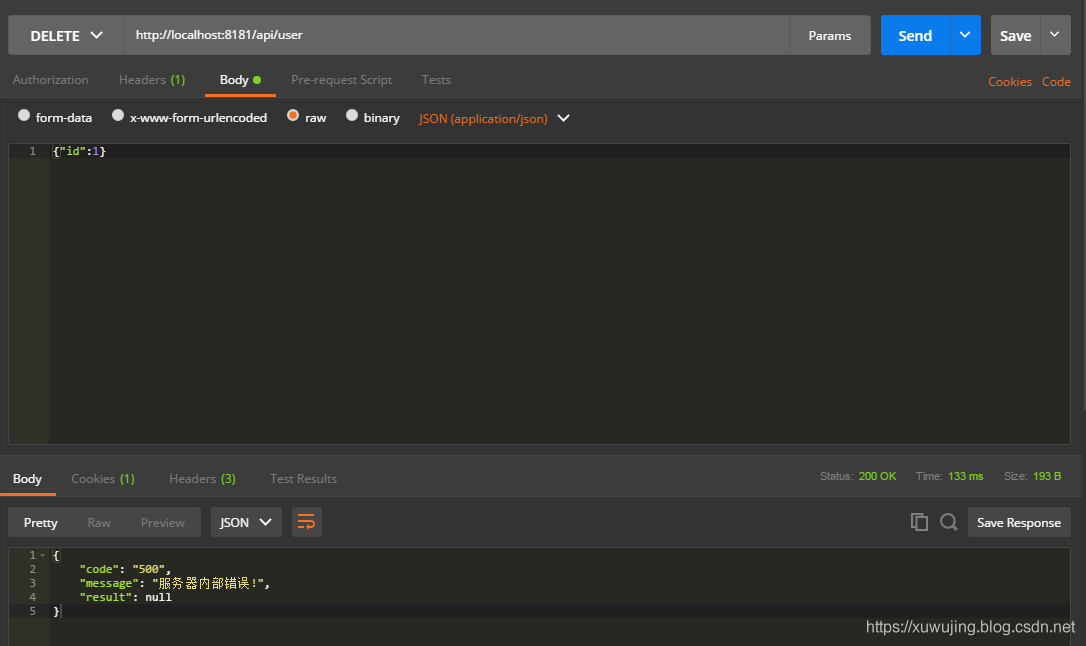 DELETE http://localhost:8181/api/user Params Send Save
Authorization Headers (1) Body Pre-request Script Tests Cookies Code
form-data x-www-form-urlencoded raw binary JSON (application/json)
1 {"id":1}
Body Cookies (1) Headers (3) Test Results Status: 200 OK Time: 133 ms Size: 193 B
Pretty Raw Preview JSON Save Response
1 {
2 "code": "500",
3 "message": "服务器内部错误!",
4 "result": null
5 }
https://xuwujing.blog.csdn.net